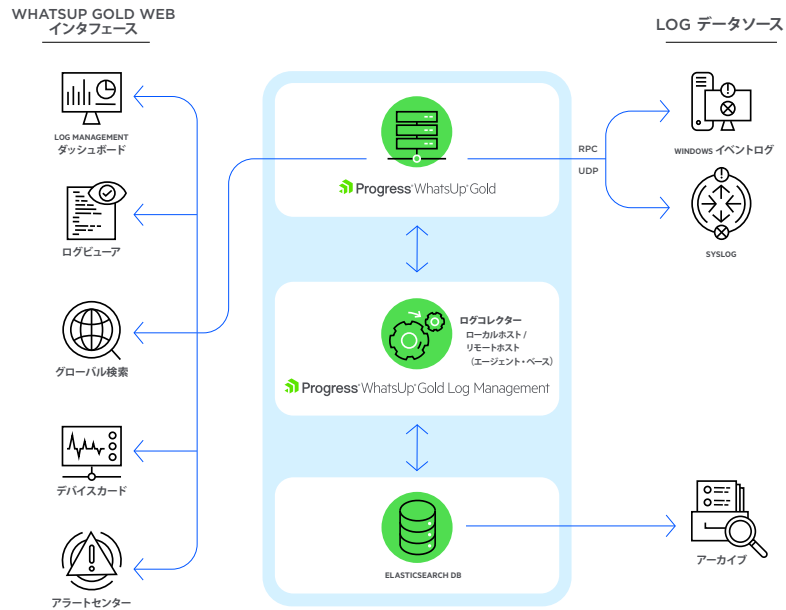 WHATSUP GOLD WEB
インタフェース
LOG MANAGEMENT
ダッシュボード
ログビューア
グローバル検索
デバイスカード
アラートセンター
Progress WhatsUp Gold
ログコレクター
ローカルホスト /
リモートホスト
（エージェント・ベース）
Progress WhatsUp Gold Log Management
ELASTICSEARCH DB
LOG データソース
RPC
UDP
WINDOWS イベントログ
SYSLOG
アーカイブ